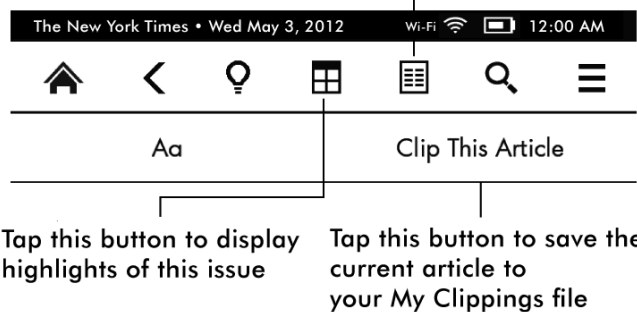 The New York Times • Wed May 3, 2012 Wi-Fi 12:00 AM
Aa Clip This Article
Tap this button to display
highlights of this issue
Tap this button to save the
current article to
your My Clippings file